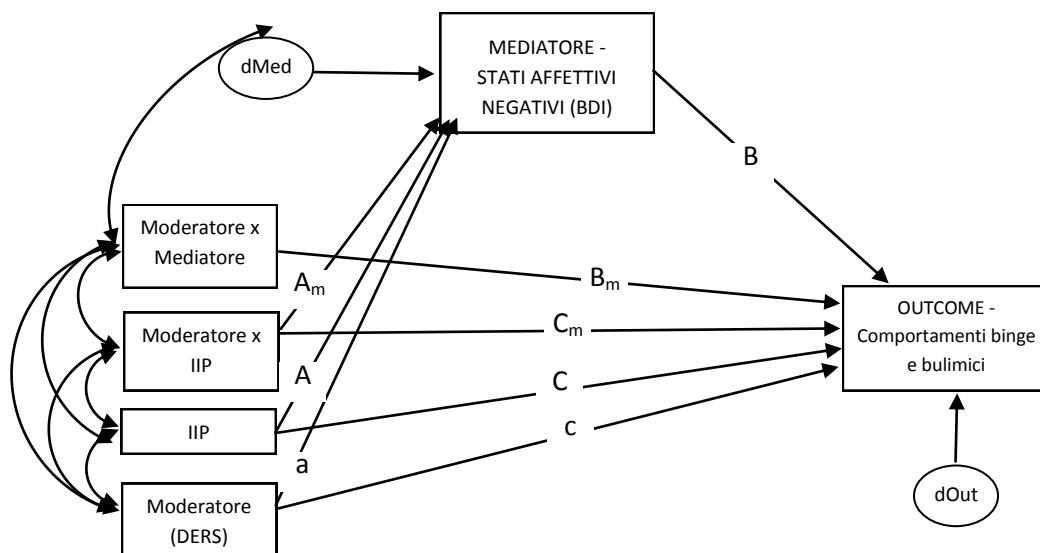 MEDIATORE -
STATI AFFETTIVI
NEGATIVI (BDI)
dMed
B
Moderatore x
Mediatore
Aₘ
Bₘ
Moderatore x
IIP
Cₘ
OUTCOME -
Comportamenti binge
e bulimici
A
C
IIP
c
a
Moderatore
(DERS)
dOut